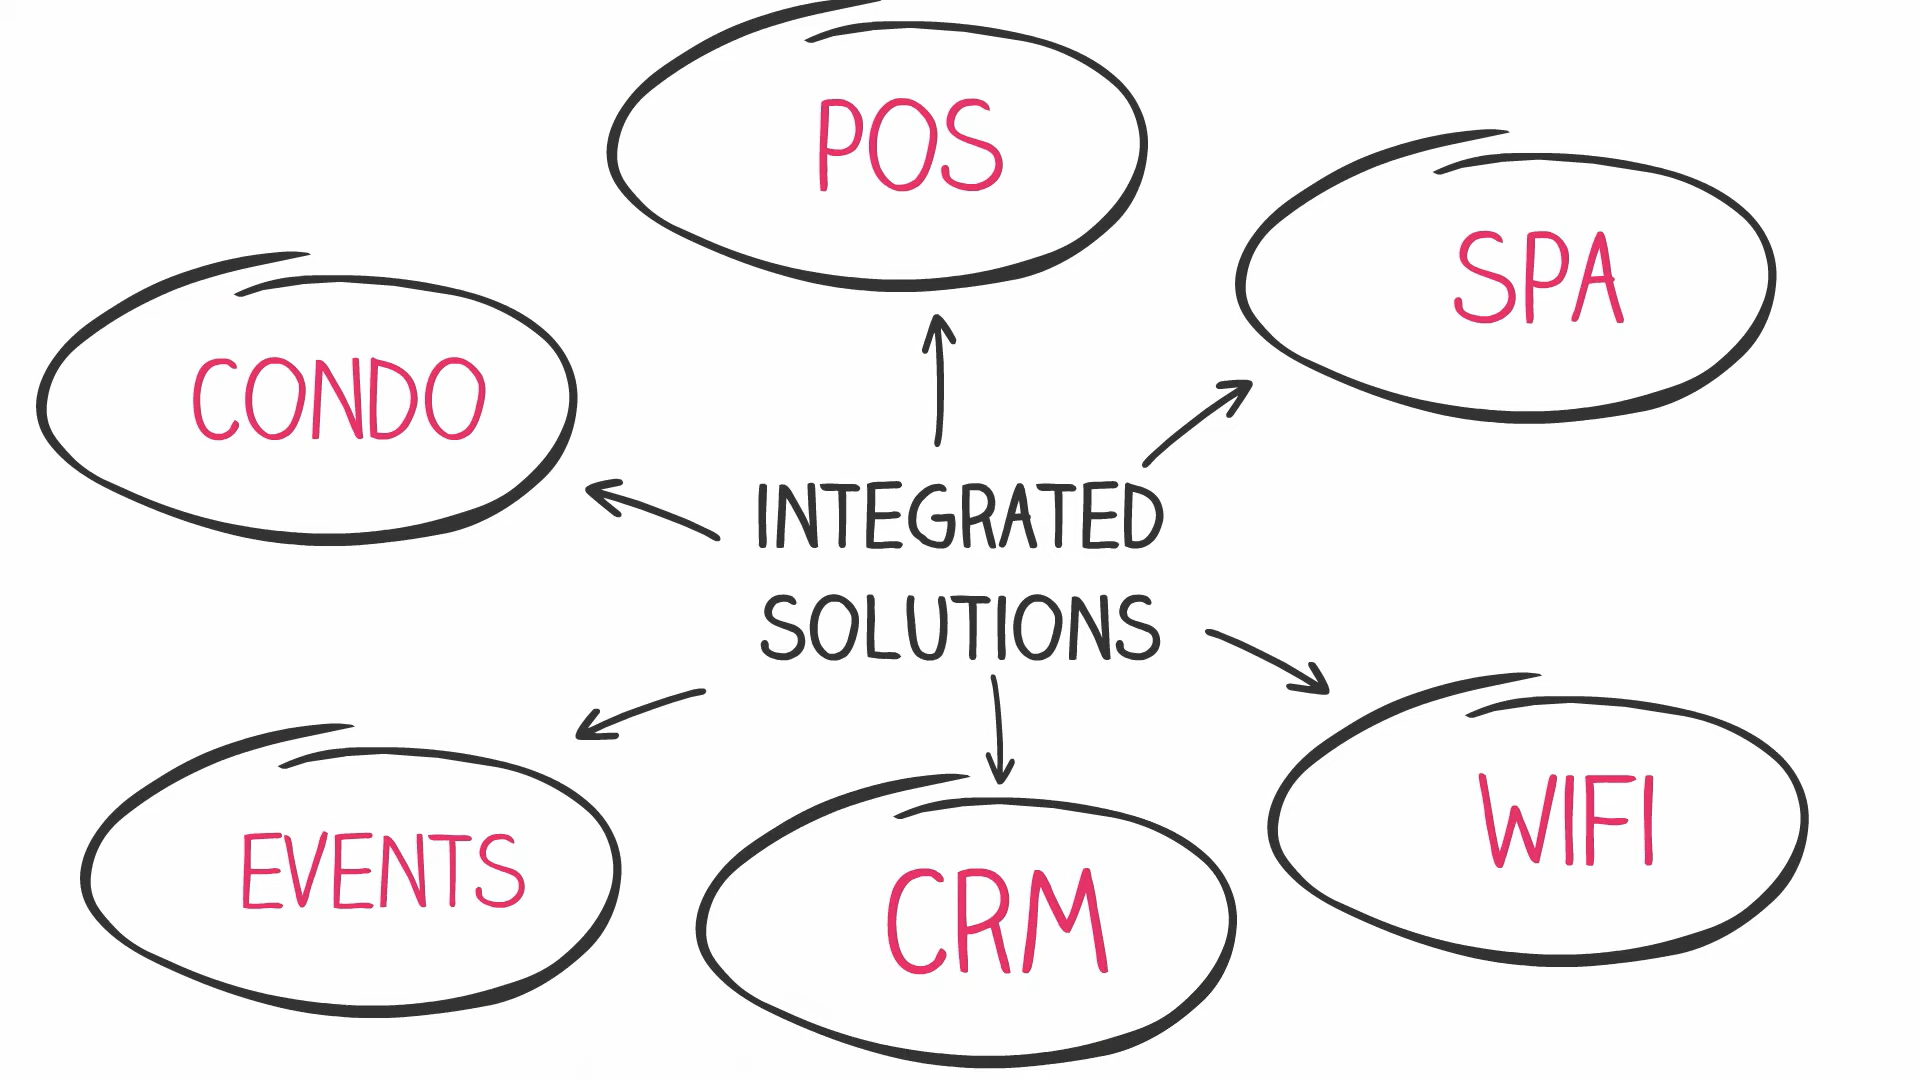 POS
SPA
CONDO
INTEGRATED
SOLUTIONS
EVENTS
CRM
WIFI